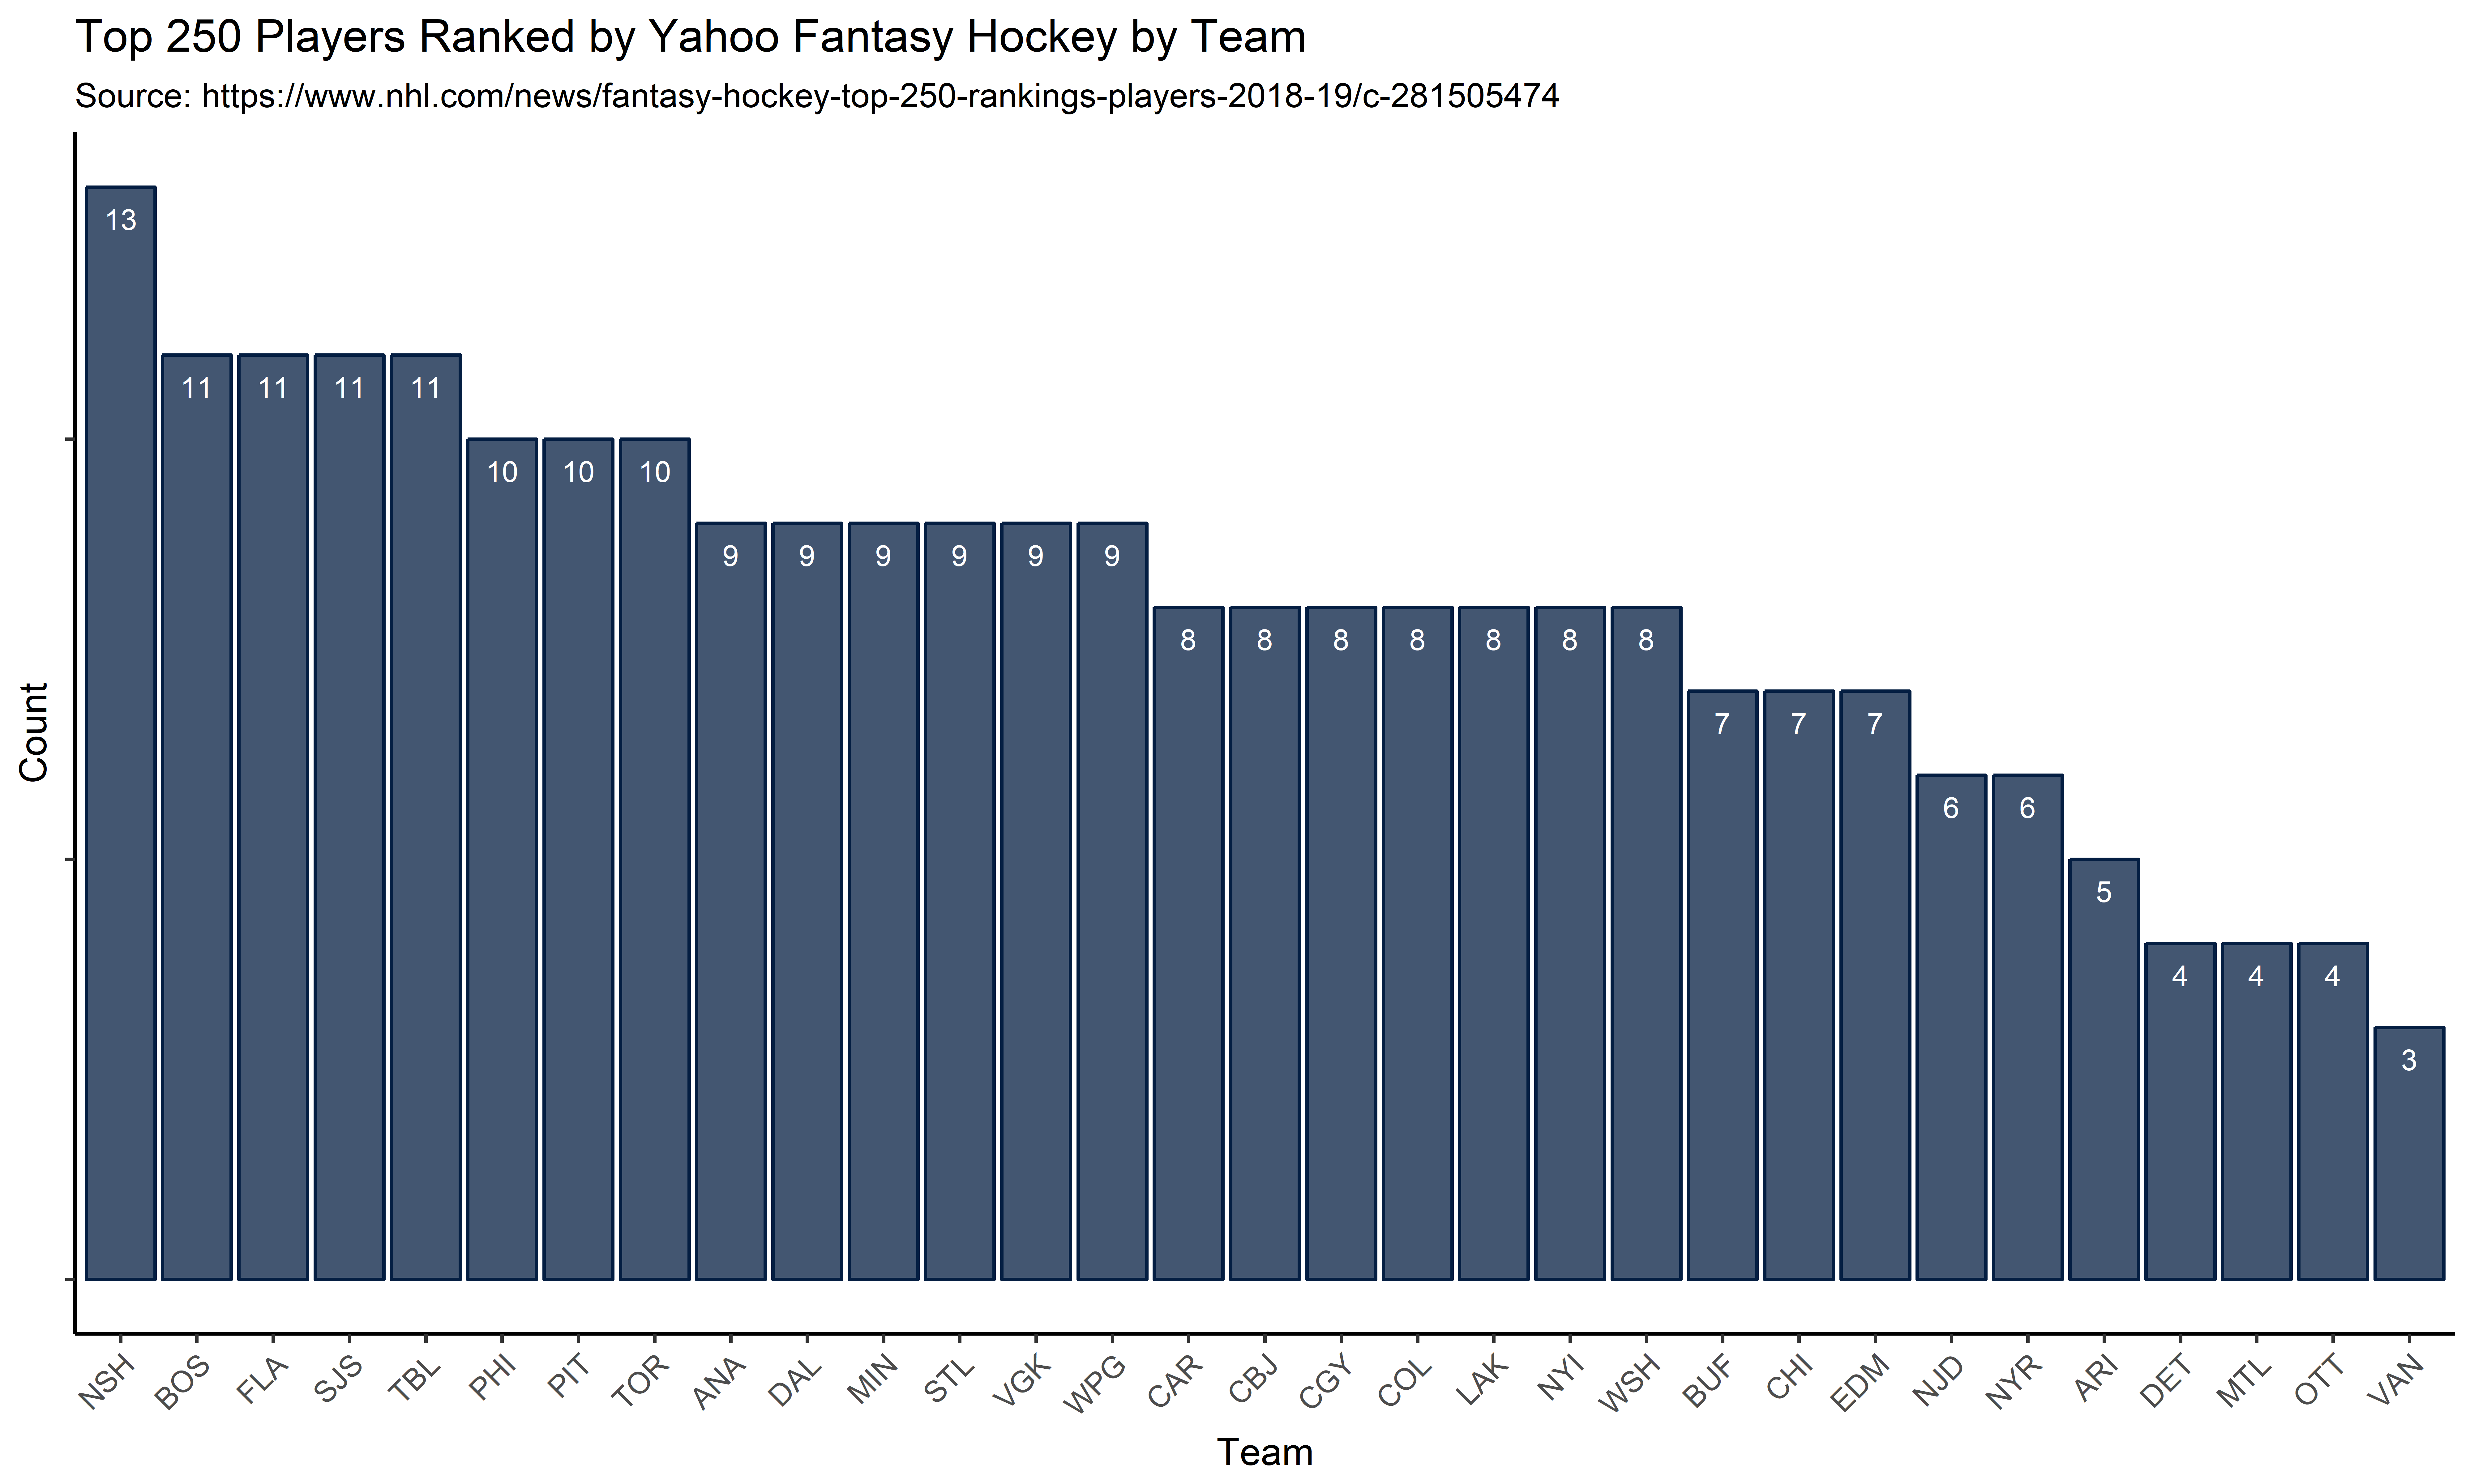 Top 250 Players Ranked by Yahoo Fantasy Hockey by Team
Source: https://www.nhl.com/news/fantasy-hockey-top-250-rankings-players-2018-19/c-281505474
Count
13 11 11 11 11 10 10 10 9 9 9 9 9 9 8 8 8 8 8 8 8 7 7 7 6 6 5 4 4 4 3
NSH BOS FLA SJS TBL PHI PIT TOR ANA DAL MIN STL VGK WPG CAR CBJ CGY COL LAK NYI WSH BUF CHI EDM NJD NYR ARI DET MTL OTT VAN
Team